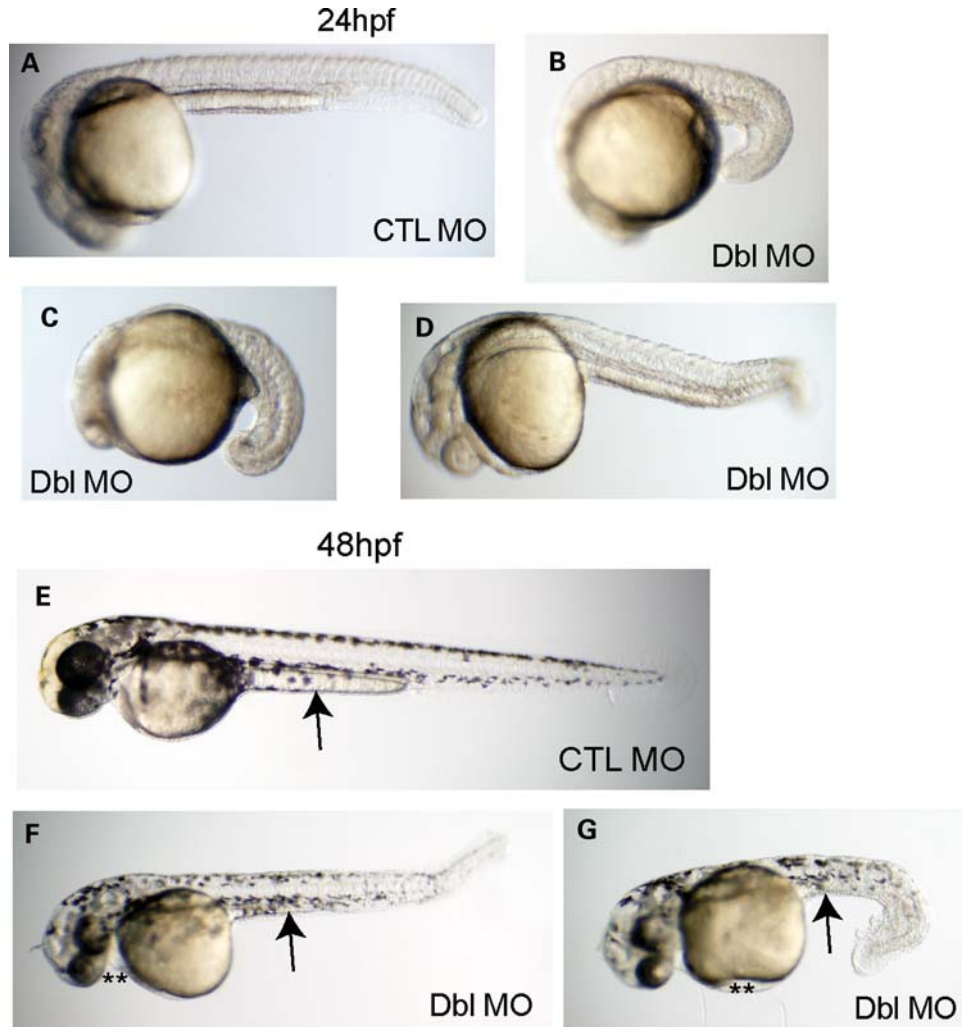 24hpf
A
CTL MO
B
Dbl MO
C
Dbl MO
D
Dbl MO
48hpf
E
CTL MO
F
**
Dbl MO
G
**
Dbl MO